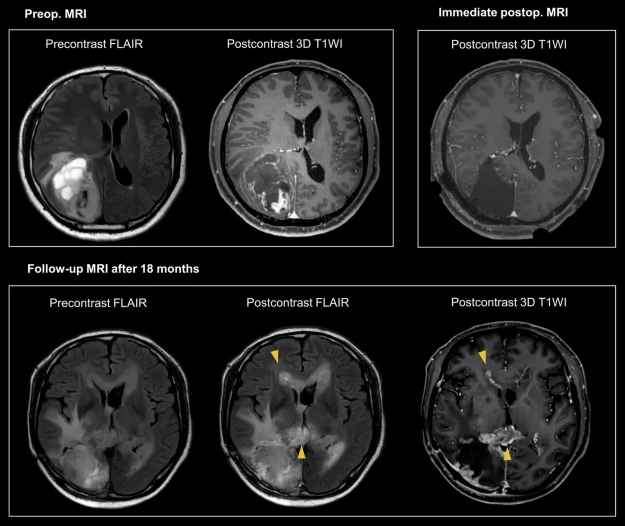 Preop. MRI
Immediate postop. MRI
Precontrast FLAIR
Postcontrast 3D T1WI
Postcontrast 3D T1WI
Follow-up MRI after 18 months
Precontrast FLAIR
Postcontrast FLAIR
Postcontrast 3D T1WI